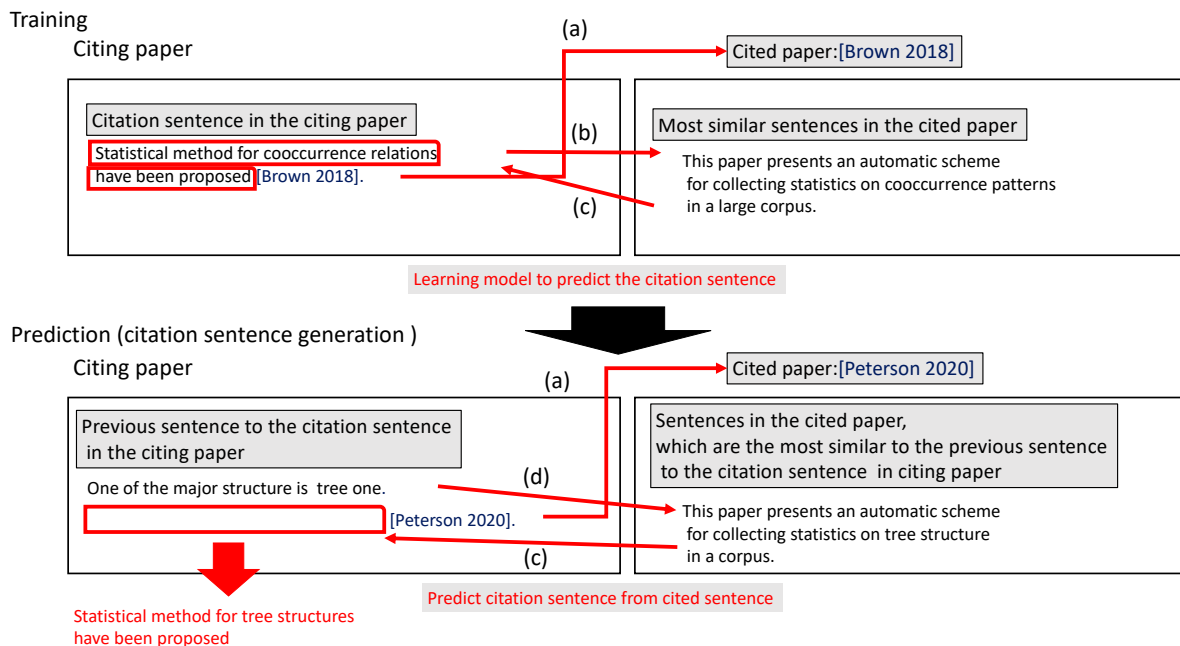 Training
Citing paper
(a)
Cited paper:[Brown 2018]
Citation sentence in the citing paper
Statistical method for cooccurrence relations
have been proposed [Brown 2018].
(b)
(c)
Most similar sentences in the cited paper
This paper presents an automatic scheme
for collecting statistics on cooccurrence patterns
in a large corpus.
Learning model to predict the citation sentence
Prediction (citation sentence generation )
Citing paper
(a)
Cited paper:[Peterson 2020]
Previous sentence to the citation sentence
in the citing paper
One of the major structure is tree one.
[Peterson 2020].
(d)
(c)
Sentences in the cited paper,
which are the most similar to the previous sentence
to the citation sentence in citing paper
This paper presents an automatic scheme
for collecting statistics on tree structure
in a corpus.
Predict citation sentence from cited sentence
Statistical method for tree structures
have been proposed